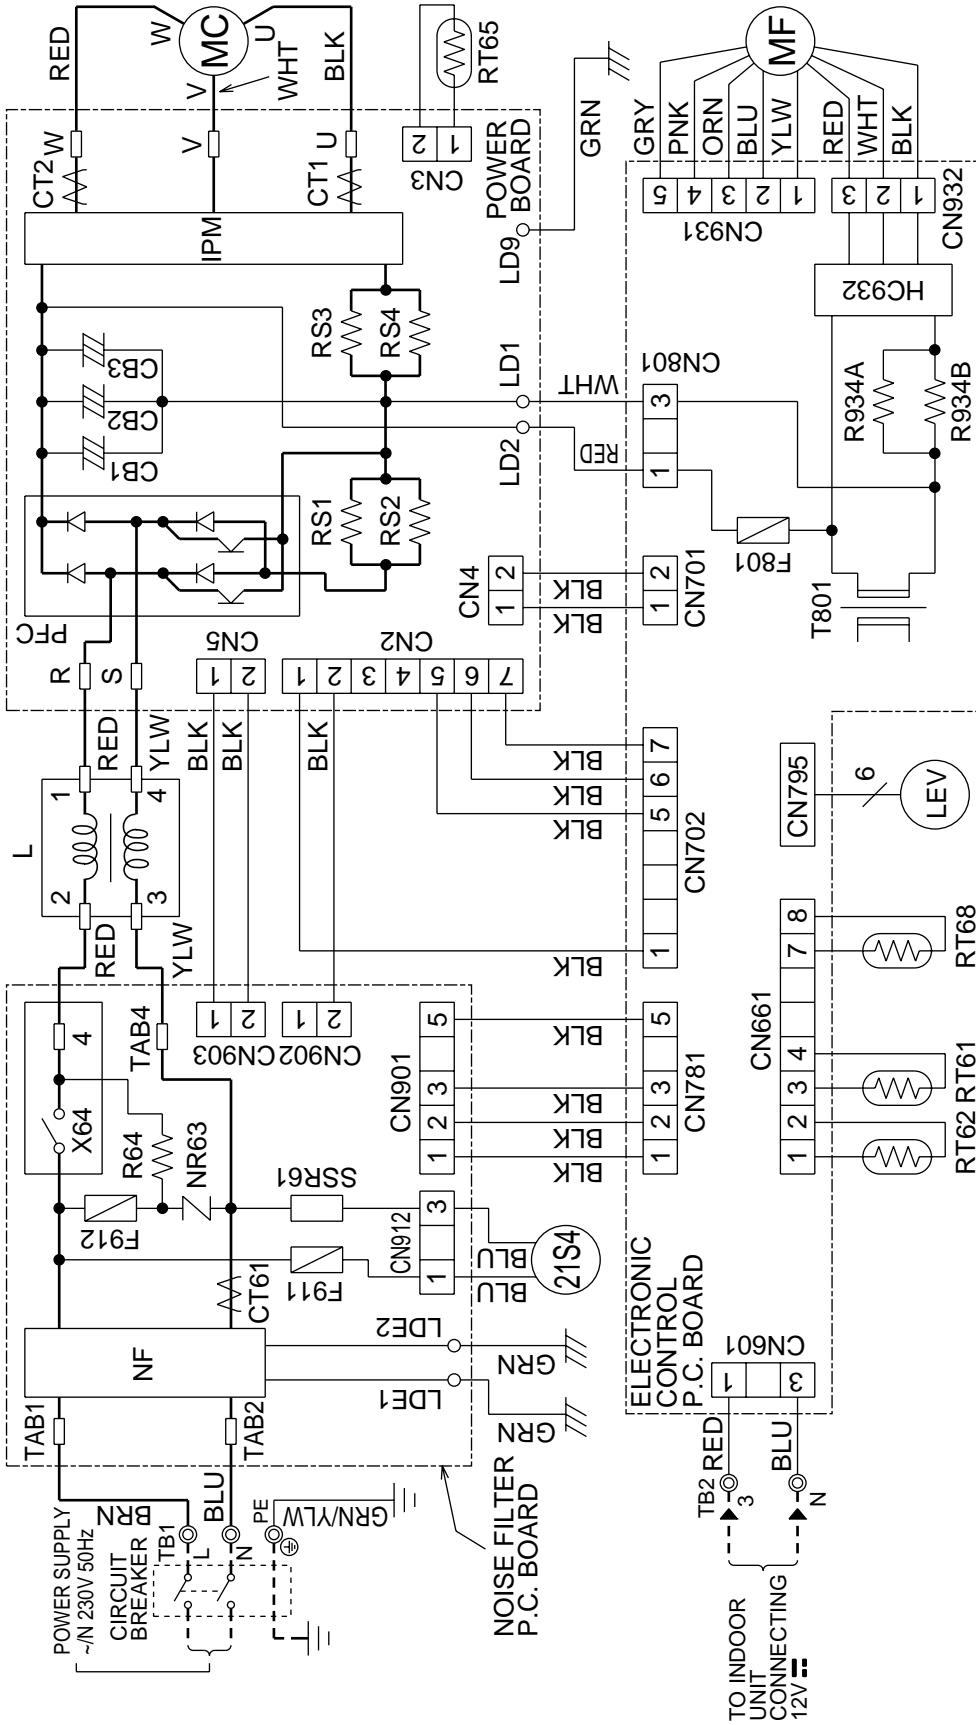 POWER SUPPLY
~/N 230V 50Hz
CIRCUIT
BREAKER
TB1
L
N
PE
BRN
BLU
GRN/YLW
NOISE FILTER
P.C. BOARD
TAB1
TAB2
NF
LDE1
LDE2
GRN
GRN
CT61
F912
F911
R64
NR63
X64
4
TAB4
SSR61
CN912
1
3
BLU
BLU
21S4
CN901
1
2
3
5
CN903
1
2
CN902
1
2
RED
YLW
L
2
1
3
4
RED
YLW
R
S
PFC
BLK
BLK
BLK
CN5
1
2
CN2
1
2
3
4
5
6
7
CB1
CB2
CB3
RS1
RS2
RS3
RS4
IPM
CT2
W
V
CT1
U
RED
W
V
U
WHT
BLK
MC
CN3
2
1
RT65
POWER
BOARD
CN4
1
2
LD2
LD1
LD9
GRN
WHT
RED
BLK
BLK
BLK
BLK
BLK
BLK
BLK
BLK
BLK
BLK
CN781
1
2
3
5
CN702
1
5
6
7
CN701
1
2
CN801
1
3
F801
T801
R934A
R934B
HC932
CN931
5
4
3
2
1
CN932
3
2
1
GRY
PNK
ORN
BLU
YLW
RED
WHT
BLK
MF
ELECTRONIC
CONTROL
P.C. BOARD
CN601
1
3
RED
BLU
TB2
3
N
TO INDOOR
UNIT
CONNECTING
12V
CN661
1
2
3
4
7
8
RT62
RT61
RT68
CN795
6
LEV